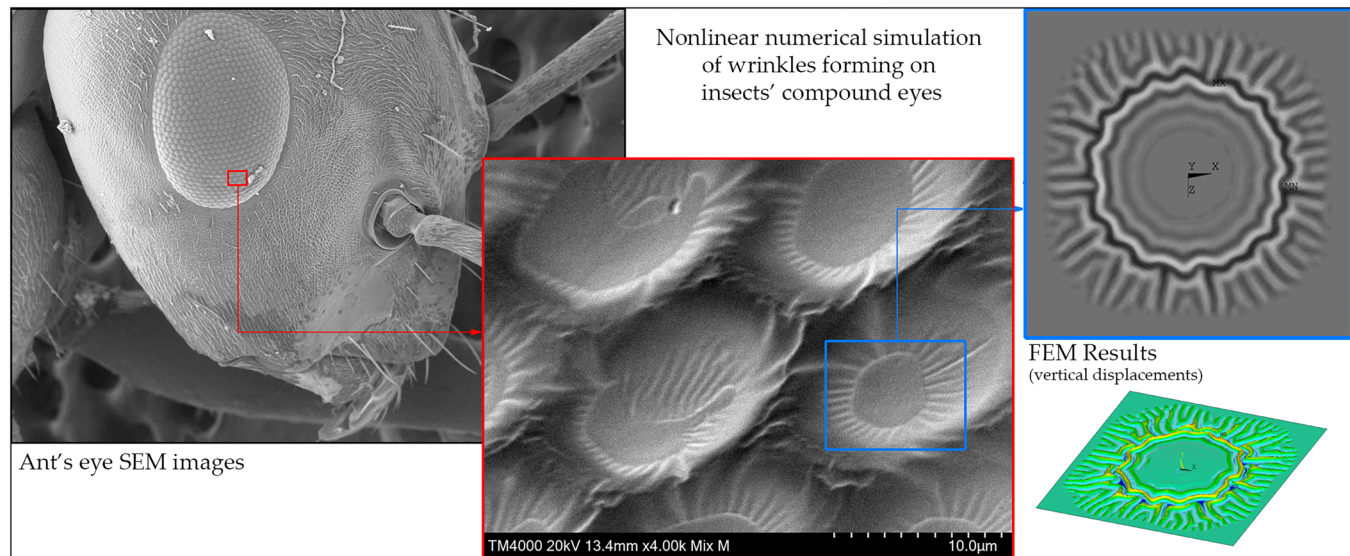 Nonlinear numerical simulation
of wrinkles forming on
insects' compound eyes
MX
Y
X
MN
Z
FEM Results
(vertical displacements)
Ant's eye SEM images
TM4000 20kV 13.4mm x4.00k Mix M
10.0µm